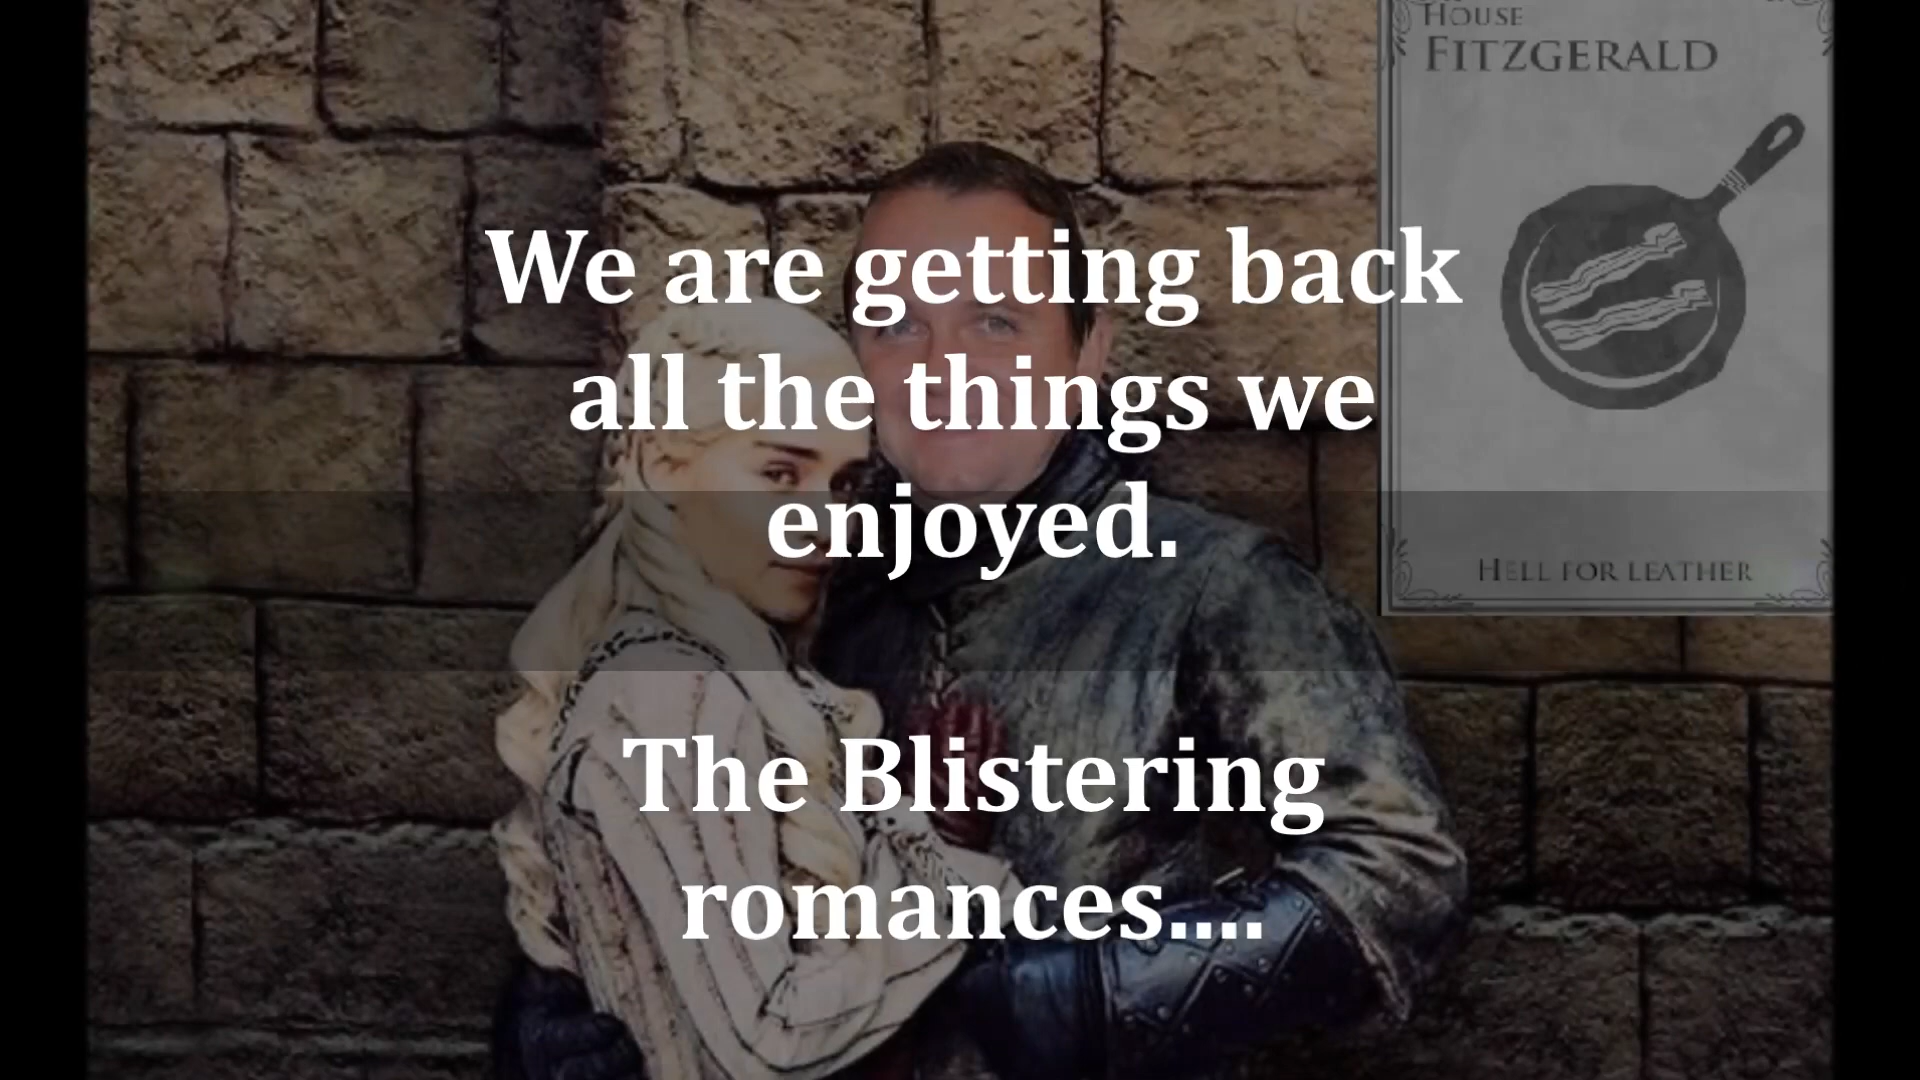 HOUSE
FITZGERALD
We are getting back
all the things we
enjoyed.
HELL FOR LEATHER
The Blistering
romances....